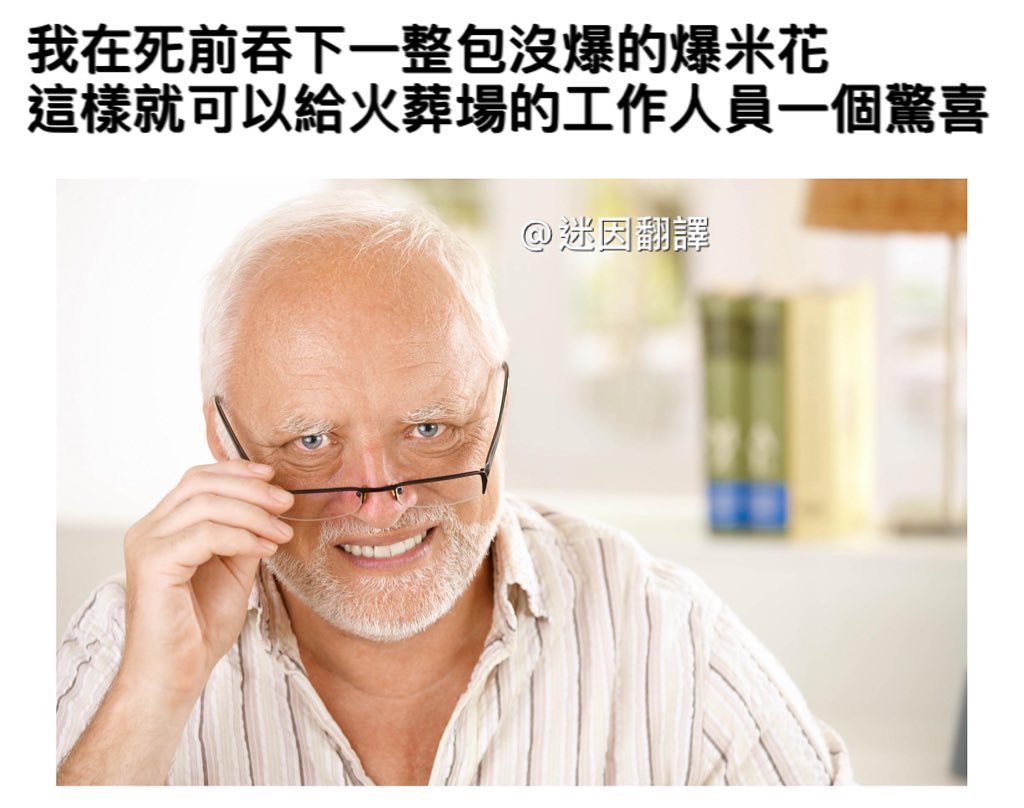 我在死前吞下一整包沒爆的爆米花
這樣就可以給火葬場的工作人員一個驚喜
@迷因翻譯